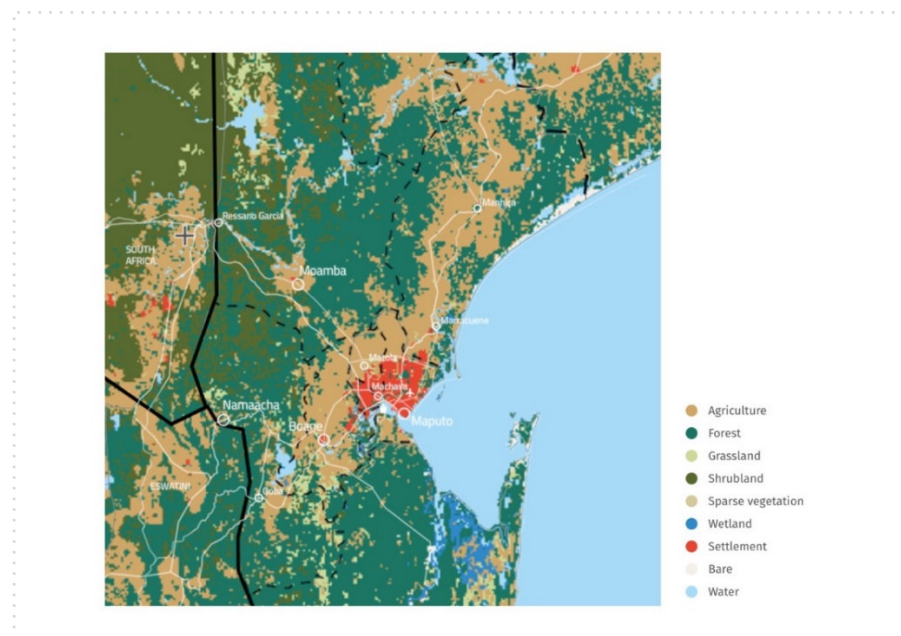 Manhiça
Ressano Garcia
SOUTH
AFRICA
Moamba
Marracuene
Matola
Machava
Namaacha
Maputo
Boane
ESWATINI
Goba
Agriculture
Forest
Grassland
Shrubland
Sparse vegetation
Wetland
Settlement
Bare
Water